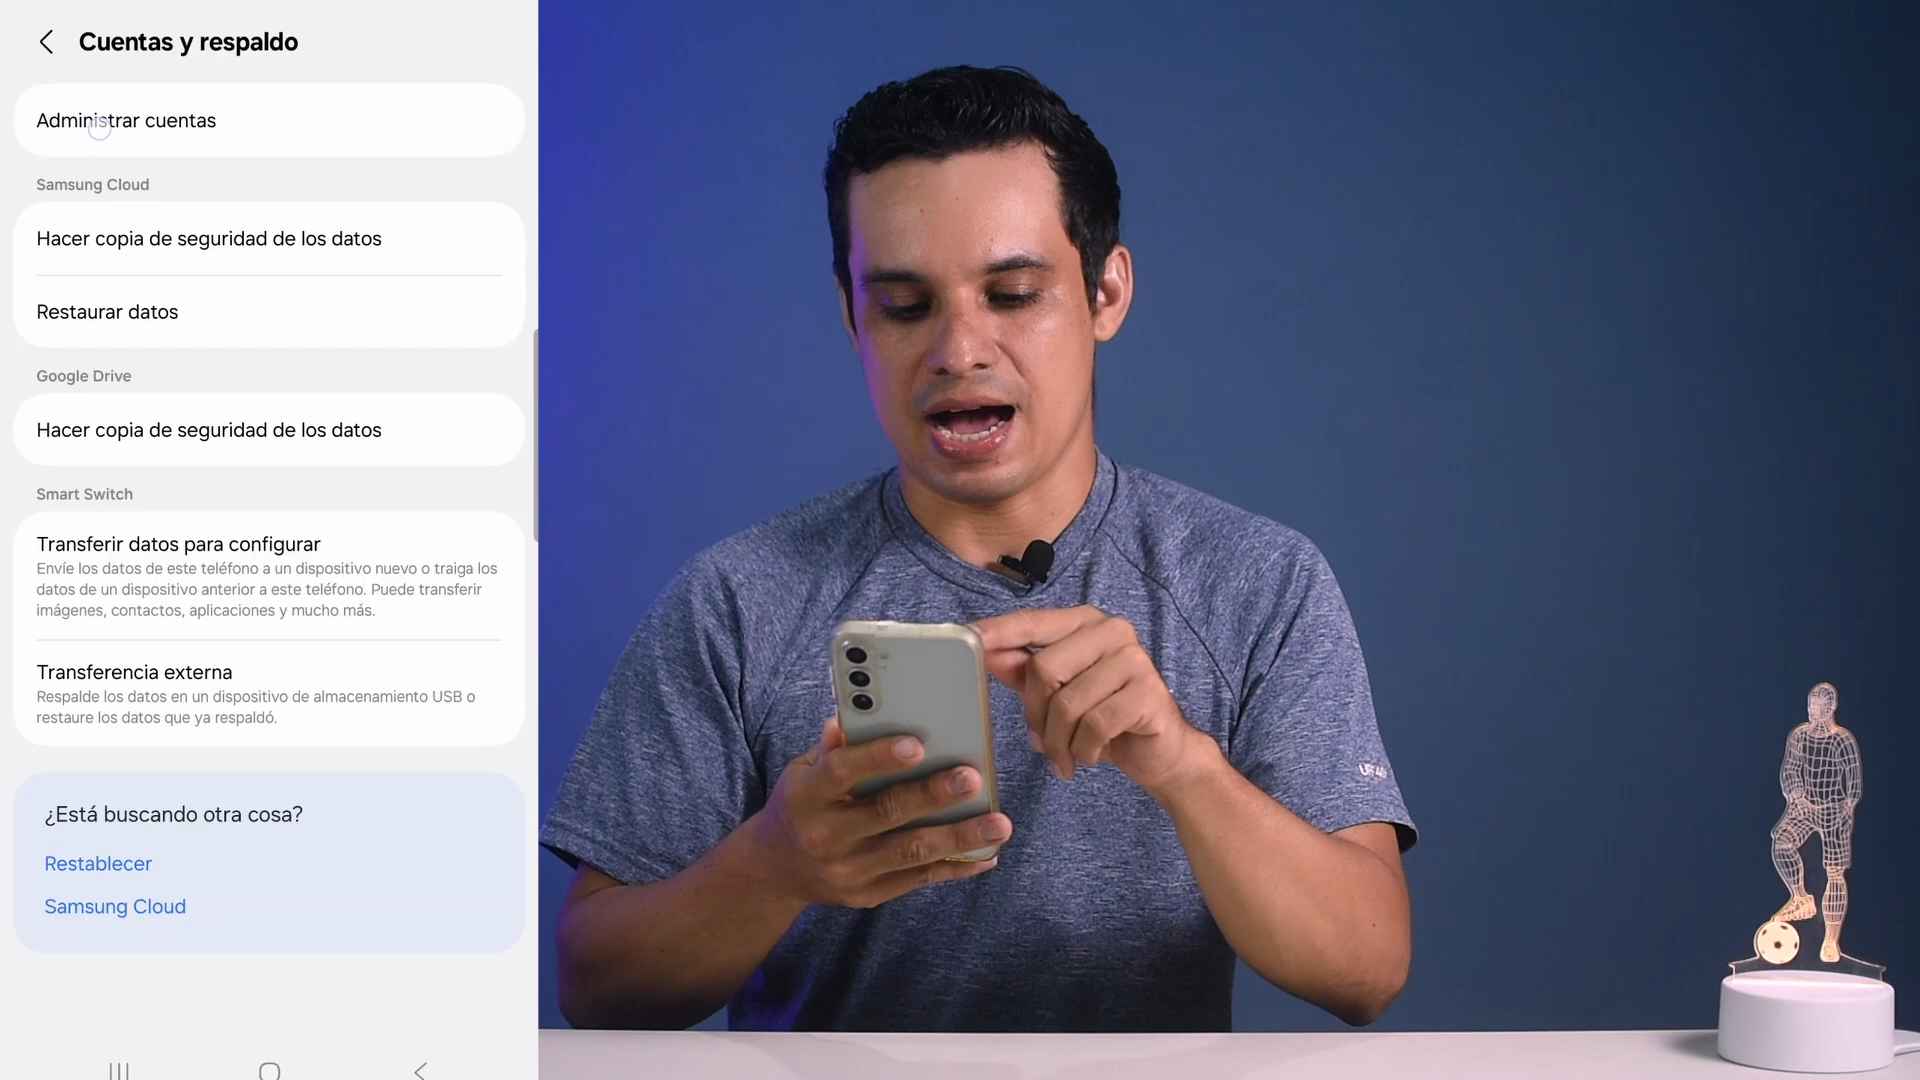 Cuentas y respaldo
Administrar cuentas
Samsung Cloud
Hacer copia de seguridad de los datos
Restaurar datos
Google Drive
Hacer copia de seguridad de los datos
Smart Switch
Transferir datos para configurar
Envíe los datos de este teléfono a un dispositivo nuevo o traiga los
datos de un dispositivo anterior a este teléfono. Puede transferir
imágenes, contactos, aplicaciones y mucho más.
Transferencia externa
Respalde los datos en un dispositivo de almacenamiento USB o
restaure los datos que ya respaldó.
¿Está buscando otra cosa?
Restablecer
Samsung Cloud